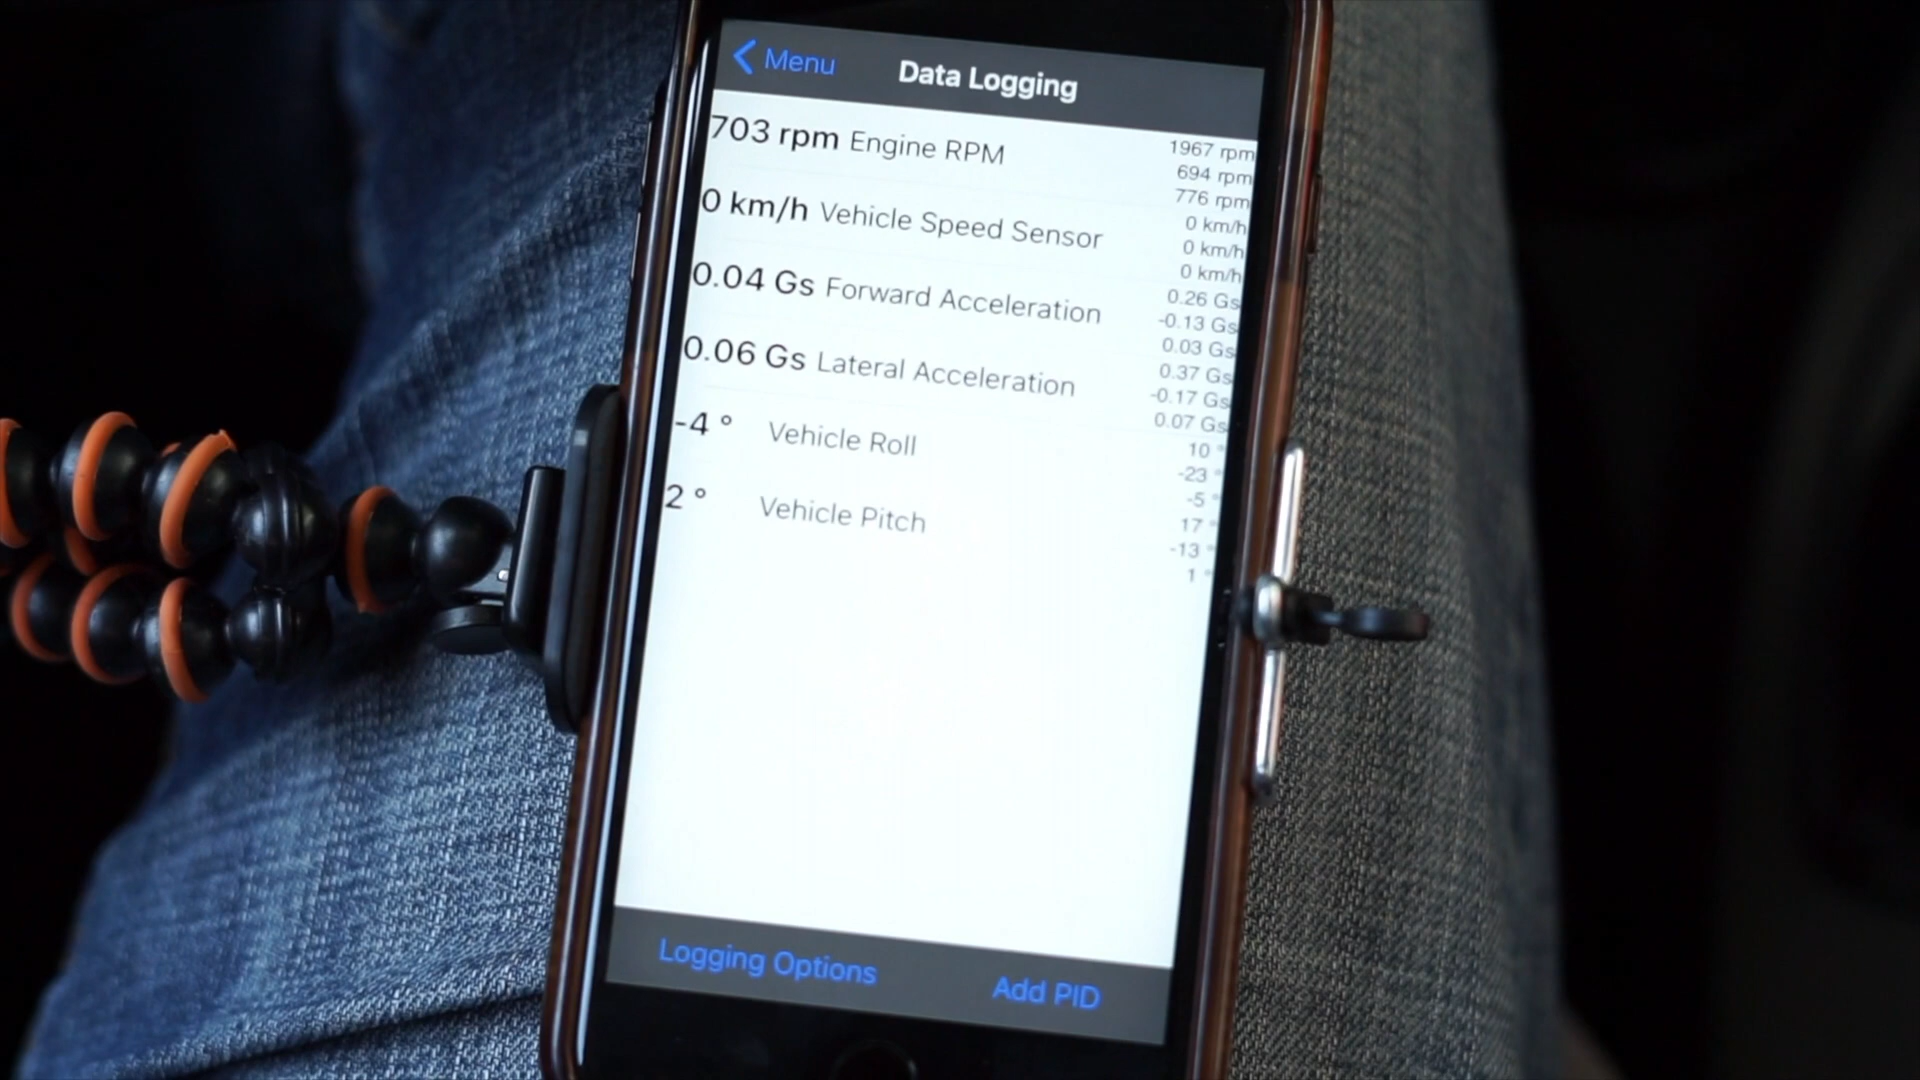 Menu
Data Logging
703 rpm Engine RPM
1967 rpm
694 rpm
776 rpm
0 km/h Vehicle Speed Sensor
0 km/h
0 km/h
0 km/h
0.04 Gs Forward Acceleration
0.26 Gs
-0.13 Gs
0.03 Gs
0.06 Gs Lateral Acceleration
0.37 Gs
-0.17 Gs
0.07 Gs
-4 ° Vehicle Roll
10 °
-23 °
-5 °
2 ° Vehicle Pitch
17 °
-13 °
1 °
Logging Options
Add PID